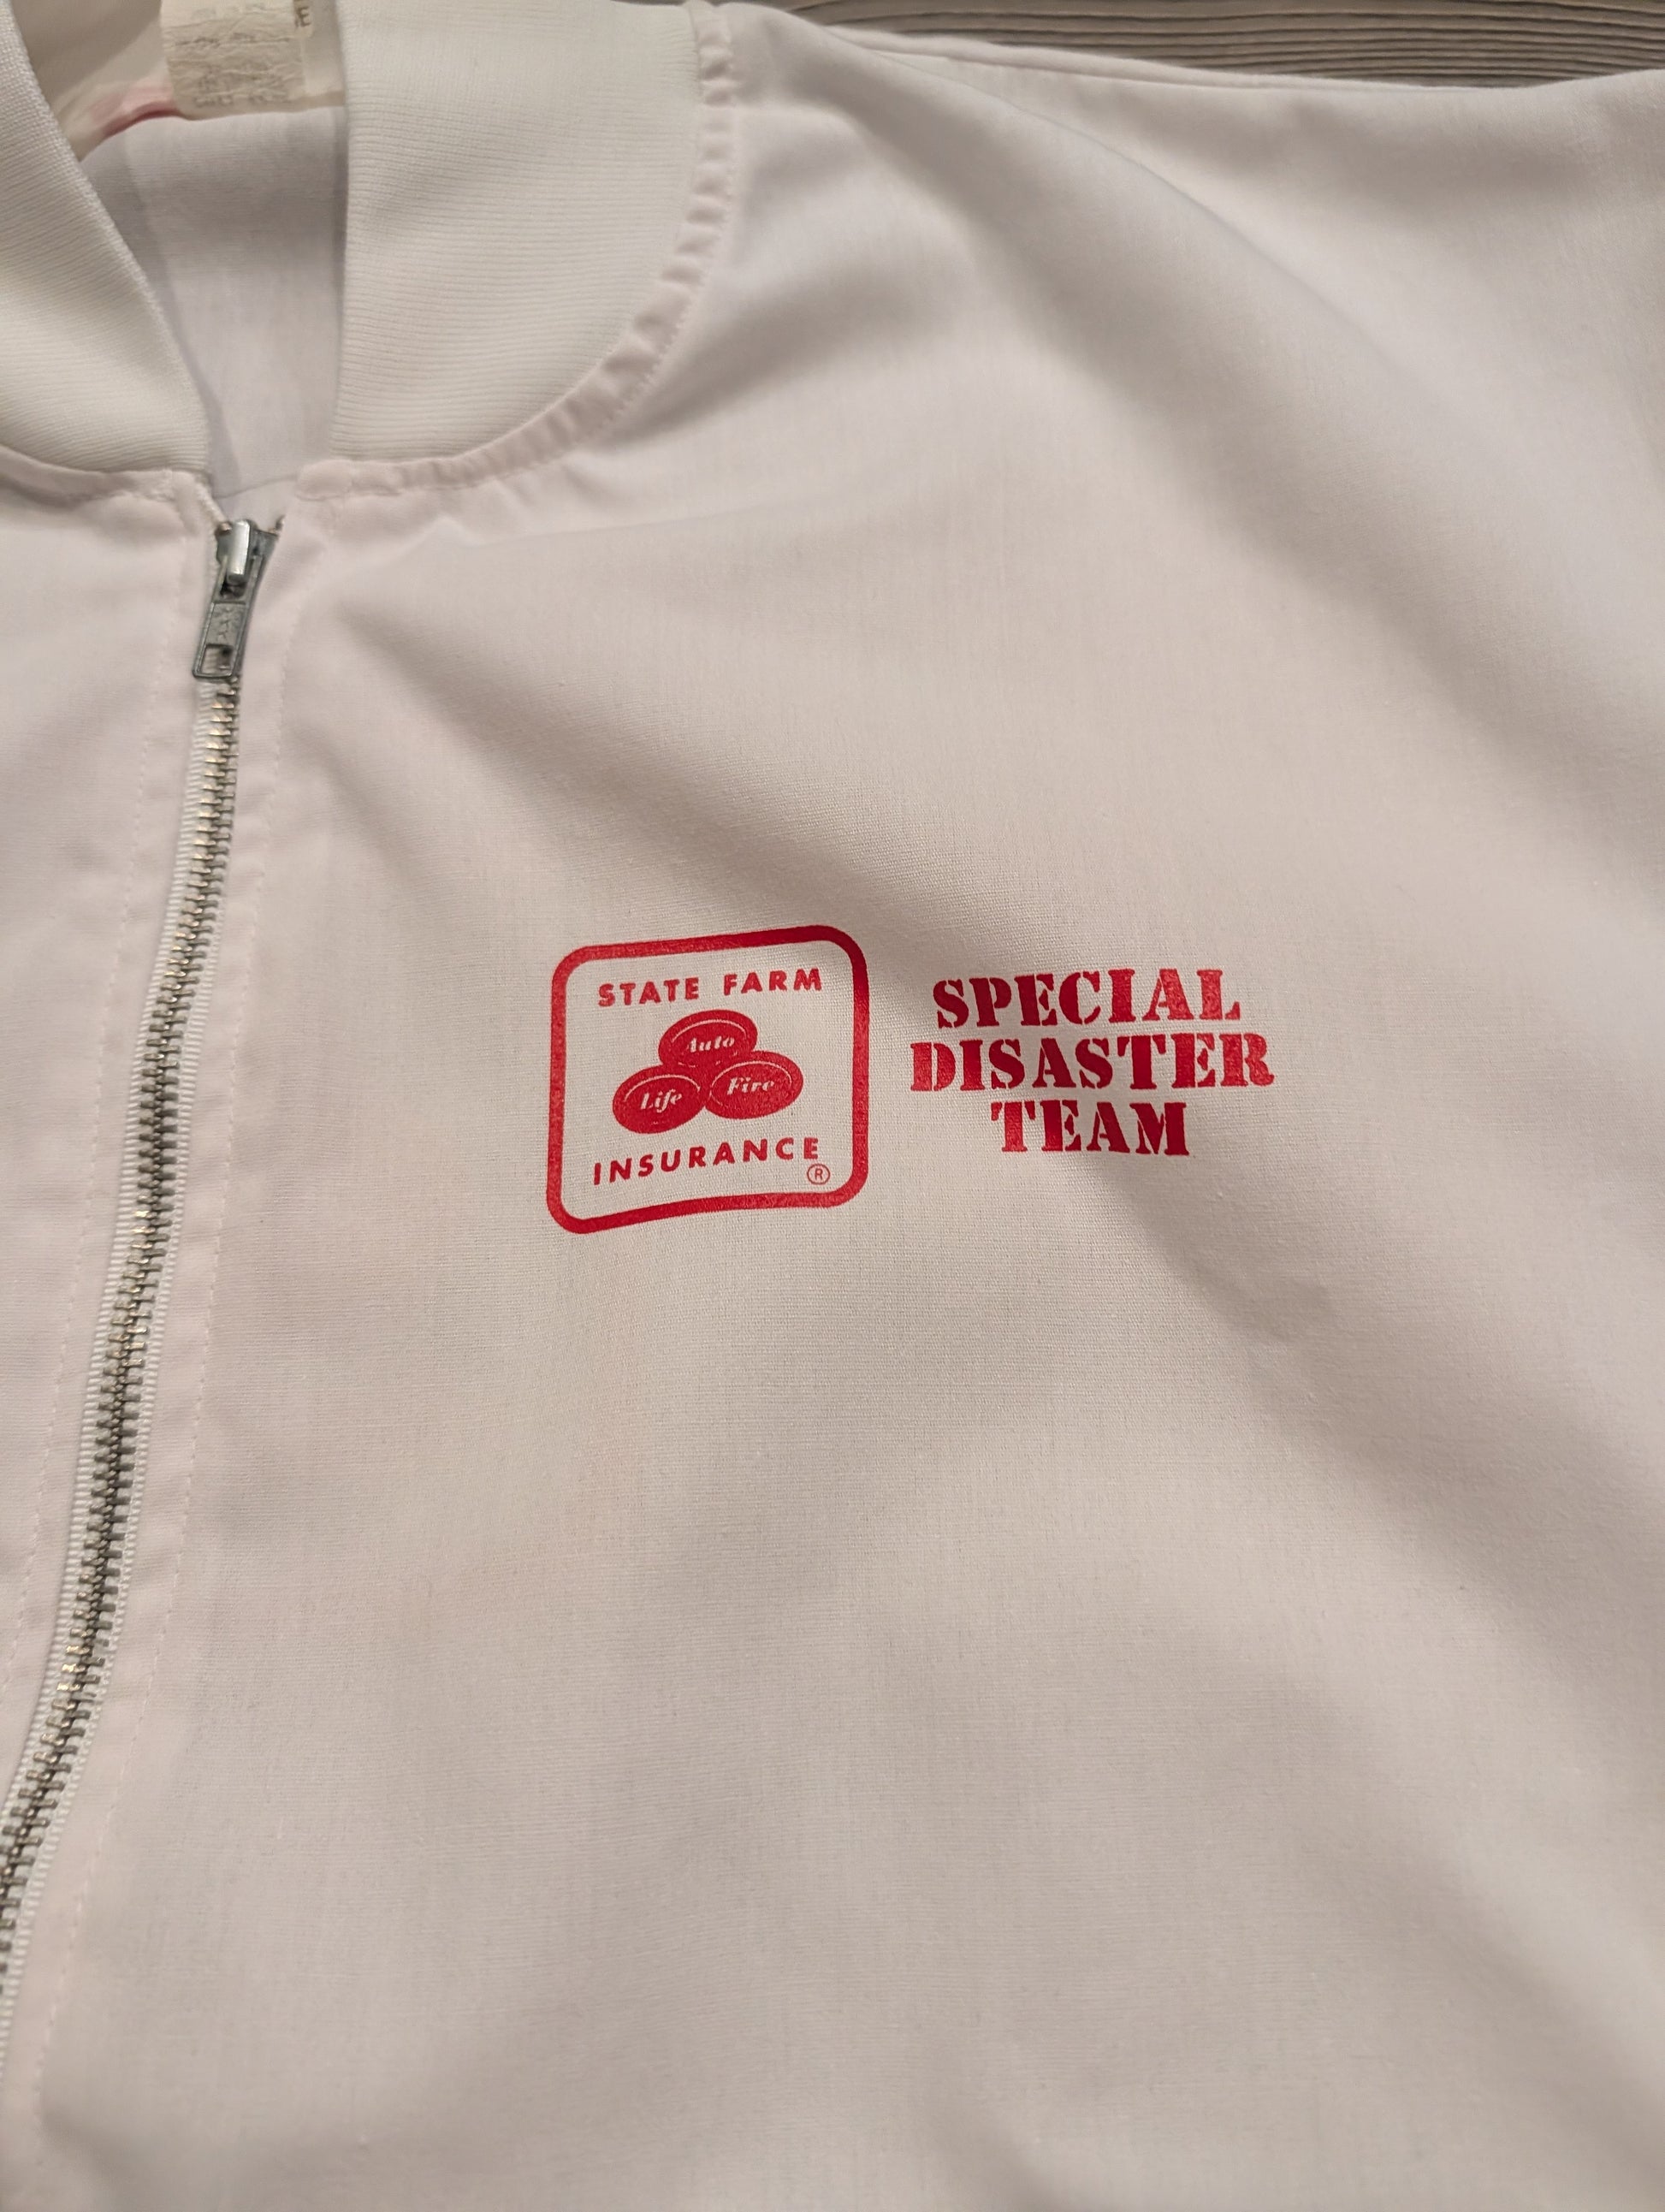 STATE FARM
Auto
Life Fire
INSURANCE
®
SPECIAL
DISASTER
TEAM